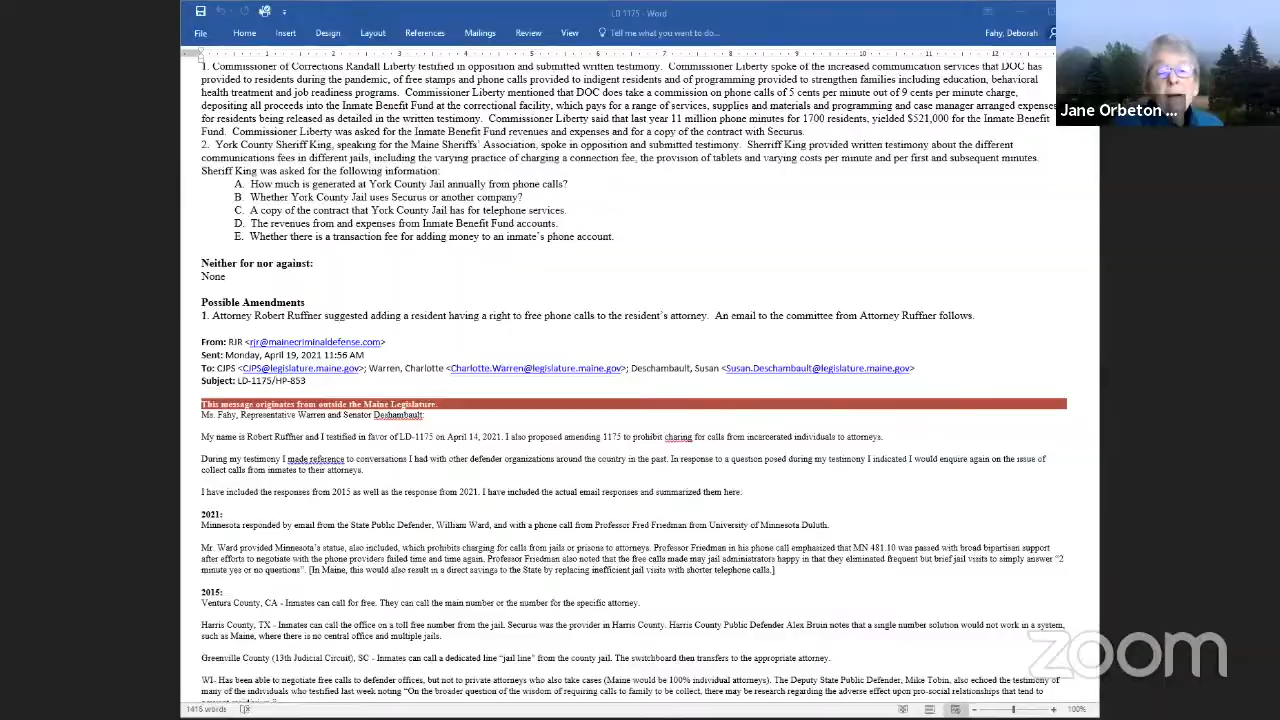 LD 1175 - Word
Fahy, Deborah
File Home Insert Design Layout References Mailings Review View Tell me what you want to do...
Jane Orbeton ...
1. Commissioner of Corrections Randall Liberty testified in opposition and submitted written testimony. Commissioner Liberty spoke of the increased communication services that DOC has
provided to residents during the pandemic, of free stamps and phone calls provided to indigent residents and of programing provided to strengthen families including education, behavioral
health treatment and job readiness programs. Commissioner Liberty mentioned that DOC does take a commission on phone calls of 5 cents per minute out of 9 cents per minute charge,
depositing all proceeds into the Inmate Benefit Fund at the correctional facility, which pays for a range of services, supplies and materials and programming and case manager arranged expenses
for residents being released as detailed in the written testimony. Commissioner Liberty said that last year 11 million phone minutes for 1700 residents, yielded $521,000 for the Inmate Benefit
Fund. Commissioner Liberty was asked for the Inmate Benefit Fund revenues and expenses and for a copy of the contract with Securus.
2. York County Sheriff King, speaking for the Maine Sheriffs' Association, spoke in opposition and submitted testimony. Sherriff King provided written testimony about the different
communications fees in different jails, including the varying practice of charging a connection fee, the provision of tablets and varying costs per minute and per first and subsequent minutes.
Sheriff King was asked for the following information:
A. How much is generated at York County Jail annually from phone calls?
B. Whether York County Jail uses Securus or another company?
C. A copy of the contract that York County Jail has for telephone services.
D. The revenues from and expenses from Inmate Benefit Fund accounts.
E. Whether there is a transaction fee for adding money to an inmate's phone account.
Neither for nor against:
None
Possible Amendments
1. Attorney Robert Ruffner suggested adding a resident having a right to free phone calls to the resident's attorney. An email to the committee from Attorney Ruffner follows.
From: RJR <rjr@mainecriminaldefense.com>
Sent: Monday, April 19, 2021 11:56 AM
To: CJPS <CJPS@legislature.maine.gov>; Warren, Charlotte <Charlotte.Warren@legislature.maine.gov>; Deschambault, Susan <Susan.Deschambault@legislature.maine.gov>
Subject: LD-1175/HP-853
This message originates from outside the Maine Legislature.
Ms. Fahy, Representative Warren and Senator Deshambault:
My name is Robert Ruffner and I testified in favor of LD-1175 on April 14, 2021. I also proposed amending 1175 to prohibit charing for calls from incarcerated individuals to attorneys.
During my testimony I made reference to conversations I had with other defender organizations around the country in the past. In response to a question posed during my testimony I indicated I would enquire again on the issue of
collect calls from inmates to their attorneys.
I have included the responses from 2015 as well as the response from 2021. I have included the actual email responses and summarized them here:
2021:
Minnesota responded by email from the State Public Defender, William Ward, and with a phone call from Professor Fred Friedman from University of Minnesota Duluth.
Mr. Ward provided Minnesota's statue, also included, which prohibits charging for calls from jails or prisons to attorneys. Professor Friedman in his phone call emphasized that MN 481.10 was passed with broad bipartisan support
after efforts to negotiate with the phone providers failed time and time again. Professor Friedman also noted that the free calls made may jail administrators happy in that they eliminated frequent but brief jail visits to simply answer "2
minute yes or no questions". [In Maine, this would also result in a direct savings to the State by replacing inefficient jail visits with shorter telephone calls.]
2015:
Ventura County, CA - Inmates can call for free. They can call the main number or the number for the specific attorney.
Harris County, TX - Inmates can call the office on a toll free number from the jail. Securus was the provider in Harris County. Harris County Public Defender Alex Bruin notes that a single number solution would not work in a system,
such as Maine, where there is no central office and multiple jails.
Greenville County (13th Judicial Circuit), SC - Inmates can call a dedicated line "jail line" from the county jail. The switchboard then transfers to the appropriate attorney.
WI- Has been able to negotiate free calls to defender offices, but not to private attorneys who also take cases (Maine would be 100% individual attorneys). The Deputy State Public Defender, Mike Tobin, also echoed the testimony of
many of the individuals who testified last week noting "On the broader question of the wisdom of requiring calls to family to be collect, there may be research regarding the adverse effect upon pro-social relationships that tend to
zoom
1415 words
100%